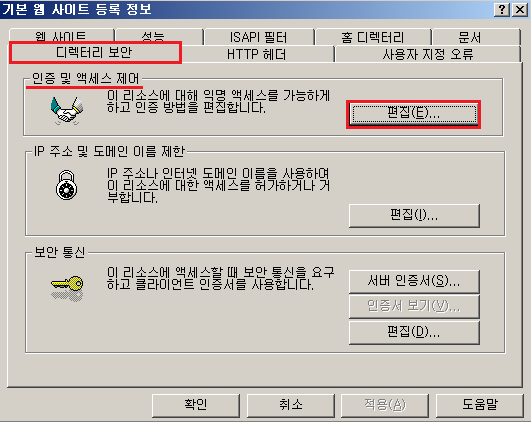 기본 웹 사이트 등록 정보
웹 사이트 성능 ISAPI 필터 홈 디렉터리 문서
디렉터리 보안 HTTP 헤더 사용자 지정 오류
인증 및 액세스 제어
이 리소스에 대해 익명 액세스를 가능하게
하고 인증 방법을 편집합니다.
편집(E)...
IP 주소 및 도메인 이름 제한
IP 주소나 인터넷 도메인 이름을 사용하며
이 리소스에 대한 액세스를 허가하거나 거
부합니다.
편집(I)...
보안 통신
이 리소스에 액세스할 때 보안 통신을 요구
하고 클라이언트 인증서를 사용합니다.
서버 인증서(S)...
인증서 보기(V)...
편집(D)...
확인 취소 적용(A) 도움말